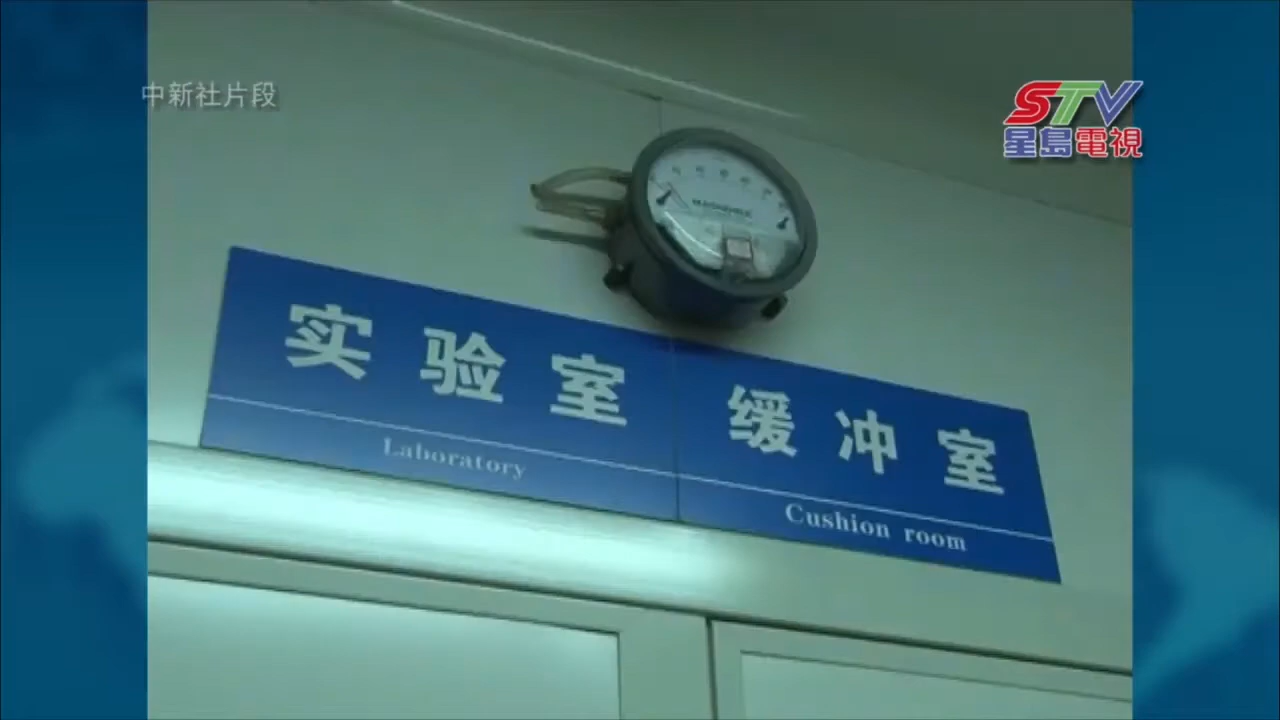 中新社片段
STV
星島電視
实验室 缓冲室
Laboratory
Cushion room